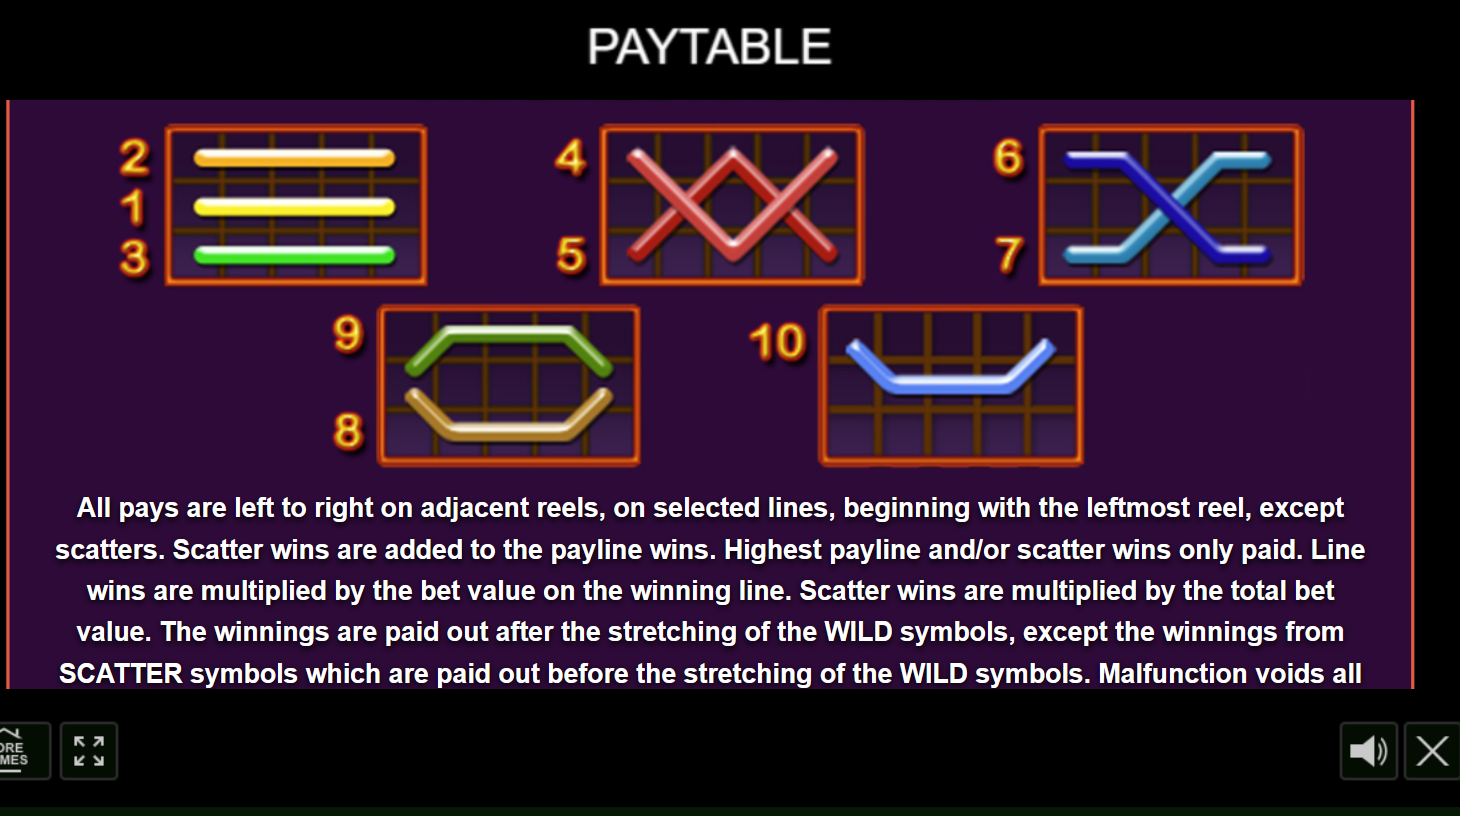 PAYTABLE
2
4
6
1
3
5
7
9
10
8
All pays are left to right on adjacent reels, on selected lines, beginning with the leftmost reel, except
scatters. Scatter wins are added to the payline wins. Highest payline and/or scatter wins only paid. Line
wins are multiplied by the bet value on the winning line. Scatter wins are multiplied by the total bet
value. The winnings are paid out after the stretching of the WILD symbols, except the winnings from
SCATTER symbols which are paid out before the stretching of the WILD symbols. Malfunction voids all
ORE
MES